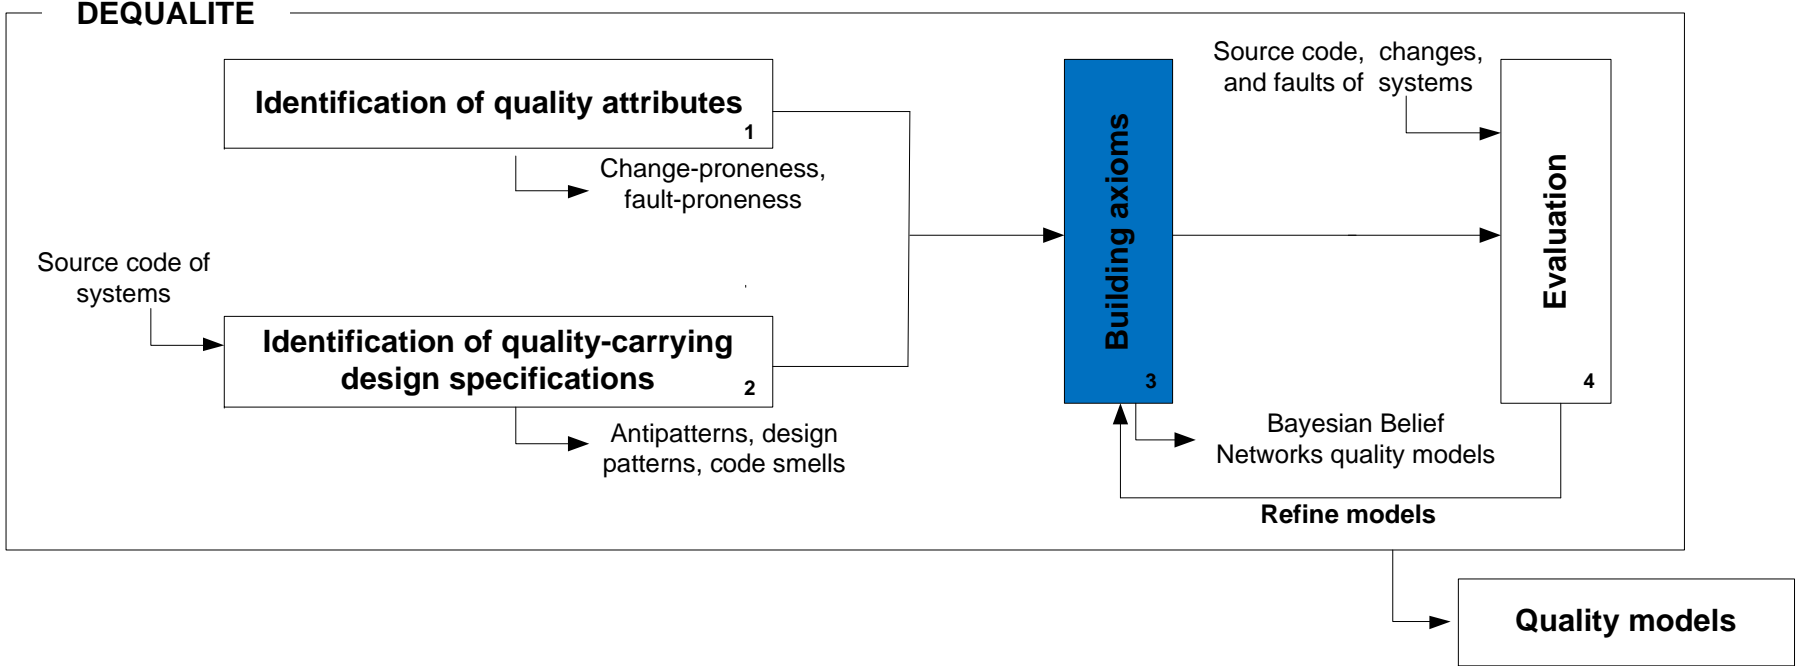 DEQUALITE
Identification of quality attributes
1
Change-proneness,
fault-proneness
Source code of
systems
Identification of quality-carrying
design specifications
2
Antipatterns, design
patterns, code smells
Building axioms
3
Bayesian Belief
Networks quality models
Source code, changes,
and faults of systems
Evaluation
4
Refine models
Quality models